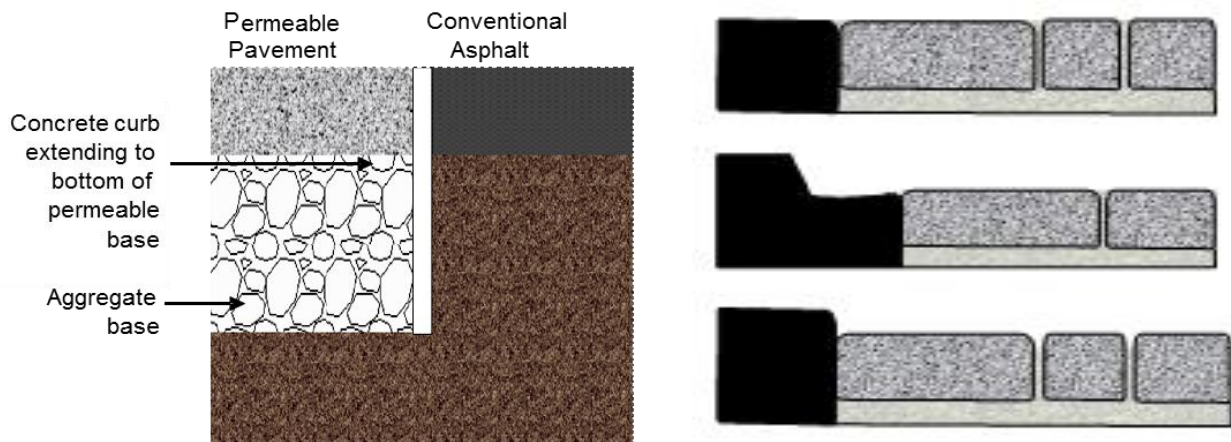 Permeable
Pavement
Conventional
Asphalt
Concrete curb
extending to
bottom of
permeable
base
Aggregate
base